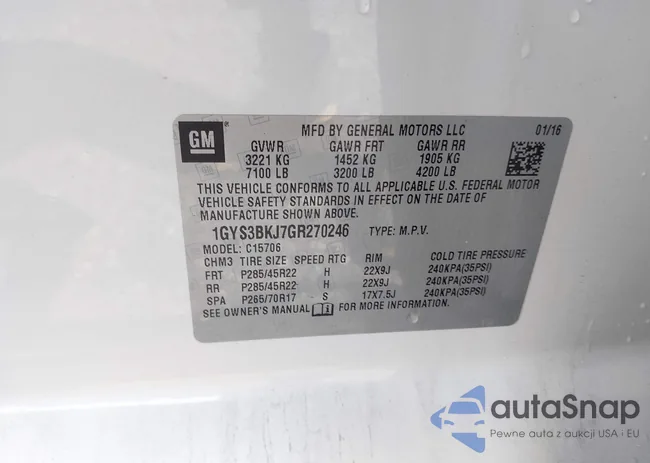 GM
MFD BY GENERAL MOTORS LLC 01/16
GVWR GAWR FRT GAWR RR
3221 KG 1452 KG 1905 KG
7100 LB 3200 LB 4200 LB
THIS VEHICLE CONFORMS TO ALL APPLICABLE U.S. FEDERAL MOTOR
VEHICLE SAFETY STANDARDS IN EFFECT ON THE DATE OF
MANUFACTURE SHOWN ABOVE.
1GYS3BKJ7GR270246 TYPE: M.P.V.
MODEL: C15706
CHM3 TIRE SIZE SPEED RTG RIM COLD TIRE PRESSURE
FRT P285/45R22 H 22X9J 240KPA(35PSI)
RR P285/45R22 H 22X9J 240KPA(35PSI)
SPA P265/70R17 S 17X7.5J 240KPA(35PSI)
SEE OWNER'S MANUAL FOR MORE INFORMATION.
autaSnap
Pewne auta z aukcji USA i EU